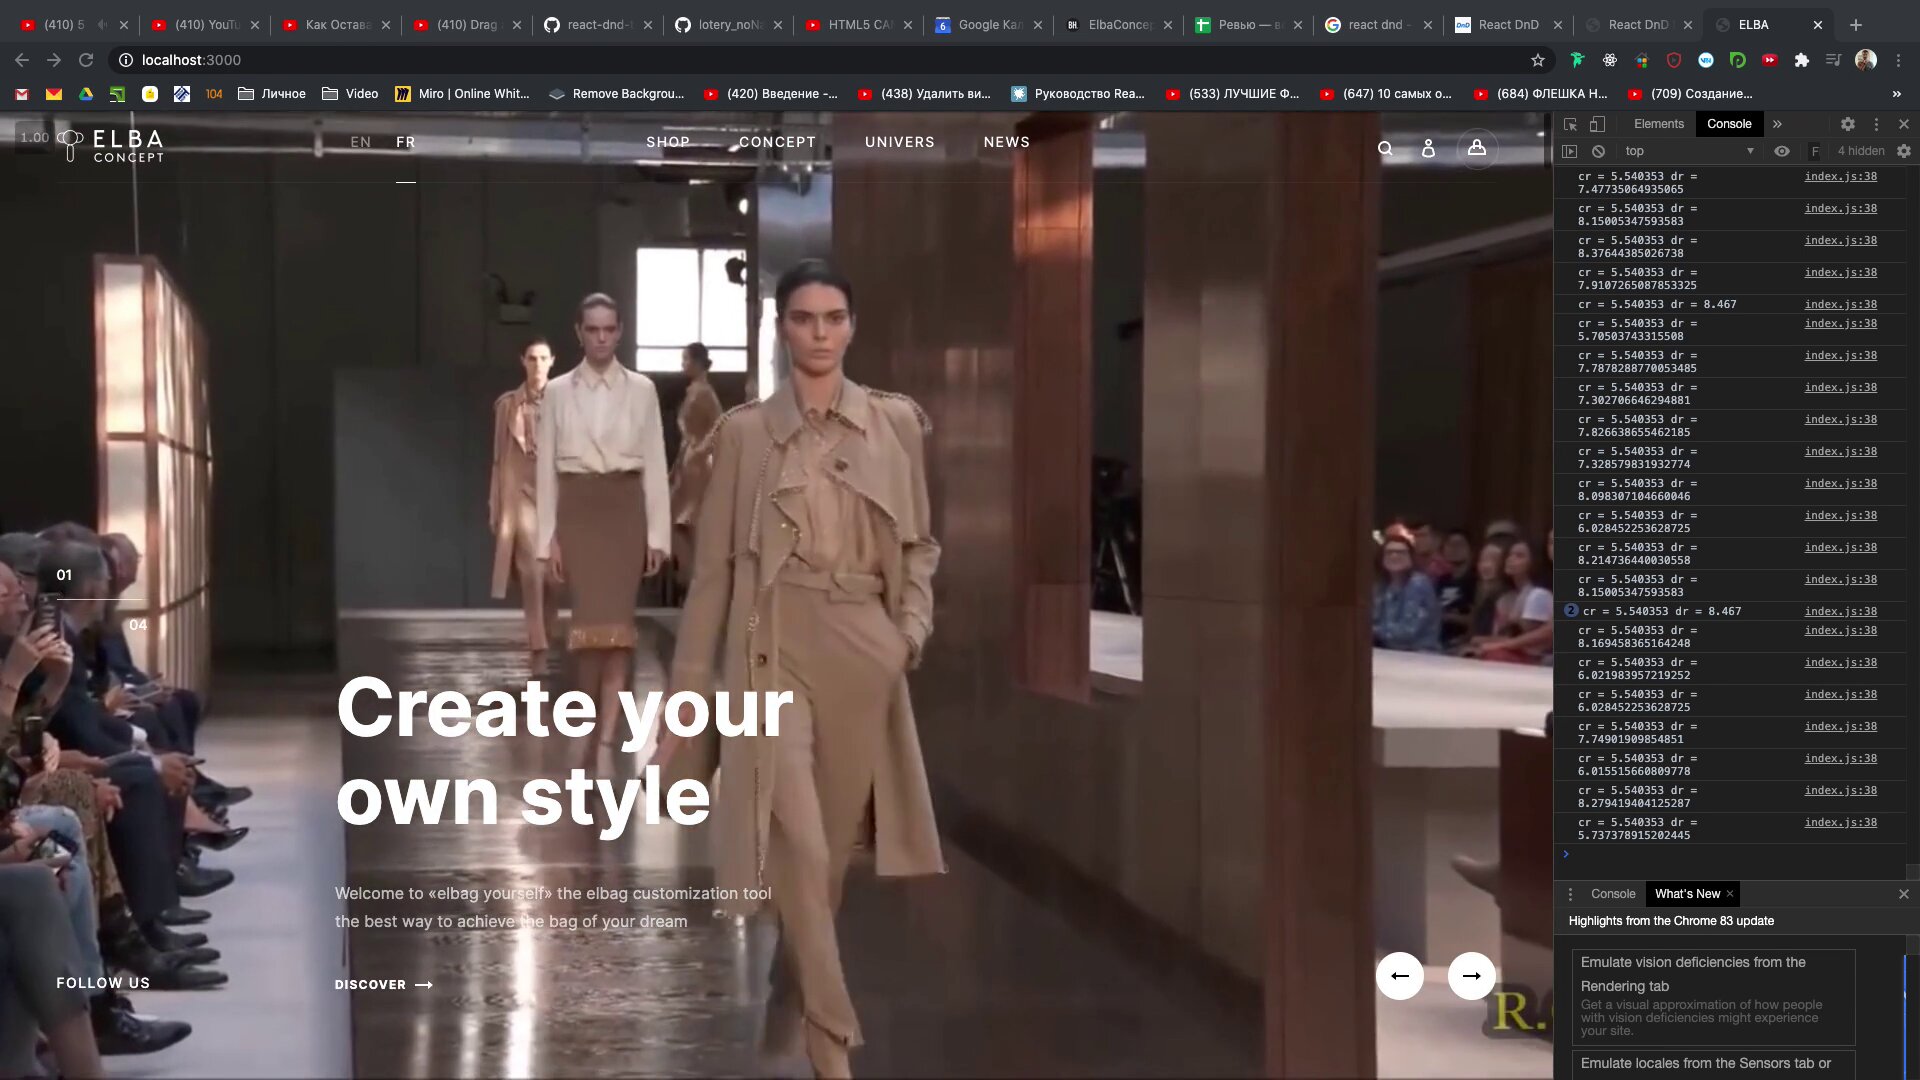 (410) 5
(410) YouTu
Как Остава
(410) Drag
react-dnd-t
lotery_noNa
HTML5 CAN
Google Кал
ElbaConcep
Ревью — в
react dnd -
React DnD
React DnD
ELBA
localhost:3000
104
Личное
Video
Miro | Online Whit...
Remove Backgrou...
(420) Введение -...
(438) Удалить ви...
Руководство Rea...
(533) ЛУЧШИЕ Ф...
(647) 10 самых о...
(684) ФЛЕШКА Н...
(709) Создание...
»
1.00
ELBA
CONCEPT
EN FR
SHOP CONCEPT UNIVERS NEWS
01
04
Create your
own style
Welcome to «elbag yourself» the elbag customization tool
the best way to achieve the bag of your dream
FOLLOW US
DISCOVER
R.
Elements Console »
top F 4 hidden
cr = 5.540353 dr = index.js:38
7.47735064935065
cr = 5.540353 dr = index.js:38
8.15005347593583
cr = 5.540353 dr = index.js:38
8.37644385026738
cr = 5.540353 dr = index.js:38
7.9107265087853325
cr = 5.540353 dr = 8.467 index.js:38
cr = 5.540353 dr = index.js:38
5.70503743315508
cr = 5.540353 dr = index.js:38
7.7878288770053485
cr = 5.540353 dr = index.js:38
7.302706646294881
cr = 5.540353 dr = index.js:38
7.826638655462185
cr = 5.540353 dr = index.js:38
7.328579831932774
cr = 5.540353 dr = index.js:38
8.098307104660046
cr = 5.540353 dr = index.js:38
6.028452253628725
cr = 5.540353 dr = index.js:38
8.214736440030558
cr = 5.540353 dr = index.js:38
8.15005347593583
2 cr = 5.540353 dr = 8.467 index.js:38
cr = 5.540353 dr = index.js:38
8.169458365164248
cr = 5.540353 dr = index.js:38
6.021983957219252
cr = 5.540353 dr = index.js:38
6.028452253628725
cr = 5.540353 dr = index.js:38
7.74901909854851
cr = 5.540353 dr = index.js:38
6.015515660809778
cr = 5.540353 dr = index.js:38
8.279419404125287
cr = 5.540353 dr = index.js:38
5.737378915202445
Console What's New
Highlights from the Chrome 83 update
Emulate vision deficiencies from the
Rendering tab
Get a visual approximation of how people
with vision deficiencies might experience
your site.
Emulate locales from the Sensors tab or